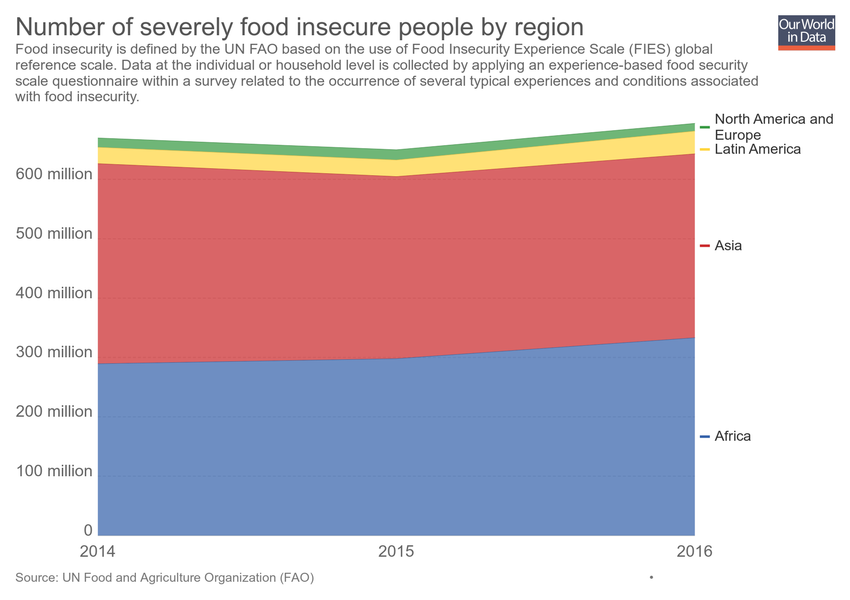 Number of severely food insecure people by region
Our World
in Data
Food insecurity is defined by the UN FAO based on the use of Food Insecurity Experience Scale (FIES) global
reference scale. Data at the individual or household level is collected by applying an experience-based food security
scale questionnaire within a survey related to the occurrence of several typical experiences and conditions associated
with food insecurity.
North America and
Europe
Latin America
600 million
500 million
Asia
400 million
300 million
200 million
Africa
100 million
0
2014
2015
2016
Source: UN Food and Agriculture Organization (FAO)